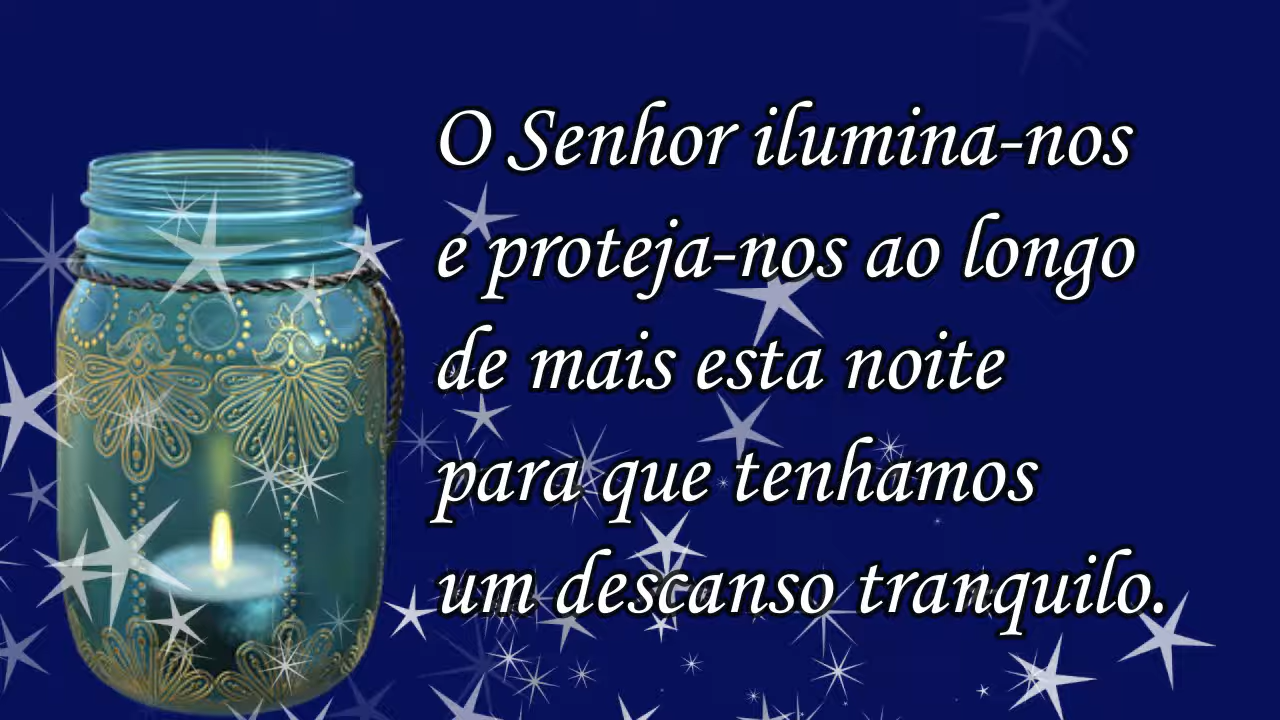 O Senhor ilumina-nos
e proteja-nos ao longo
de mais esta noite
para que tenhamos
um descanso tranquilo.